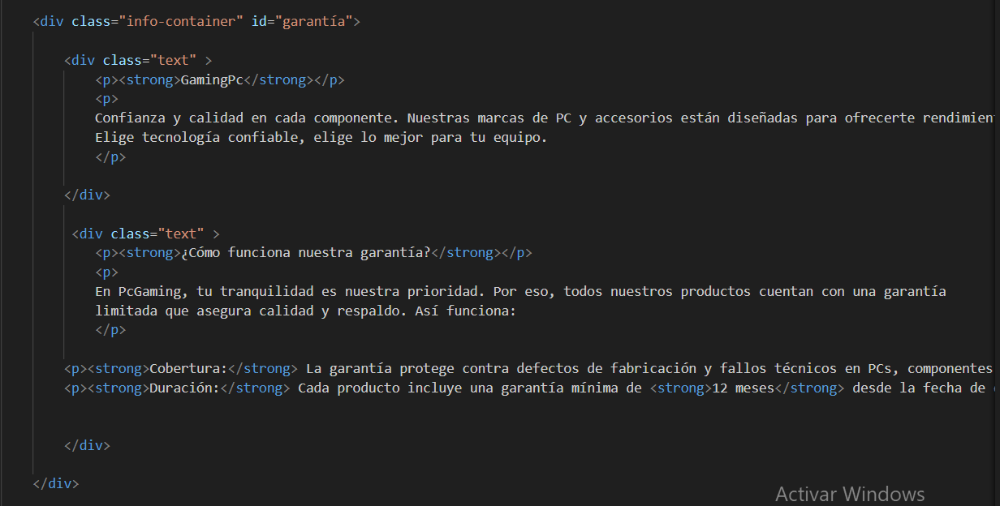 <div class="info-container" id="garantía">
<div class="text" >
<p><strong>GamingPc</strong></p>
<p>
Confianza y calidad en cada componente. Nuestras marcas de PC y accesorios están diseñadas para ofrecerte
Elige tecnología confiable, elige lo mejor para tu equipo.
</p>
</div>
<div class="text" >
<p><strong>¿Cómo funciona nuestra garantía?</strong></p>
<p>
En PcGaming, tu tranquilidad es nuestra prioridad. Por eso, todos nuestros productos cuentan con una garantía
limitada que asegura calidad y respaldo. Así funciona:
</p>
<p><strong>Cobertura:</strong> La garantía protege contra defectos de fabricación y fallos técnicos en PCs, componentes
<p><strong>Duración:</strong> Cada producto incluye una garantía mínima de <strong>12 meses</strong> desde la fecha de
</div>
</div>
Activar Windows